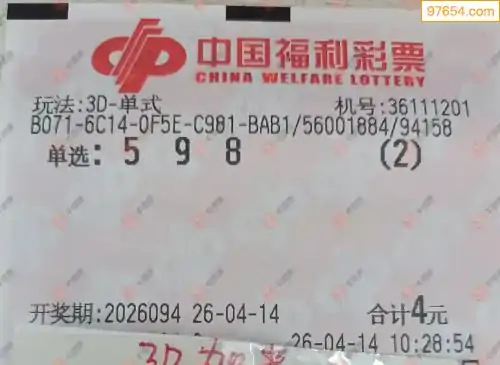 97654.com
中国福利彩票
CHINA WELFARE LOTTERY
玩法:3D-单式 机号:36111201
B071-6C14-0F5E-C981-BAB1/56001884/94158
单选: 5 9 8 (2)
开奖期:2026094 26-04-14 合计4元
26-04-14 10:28:54
3D